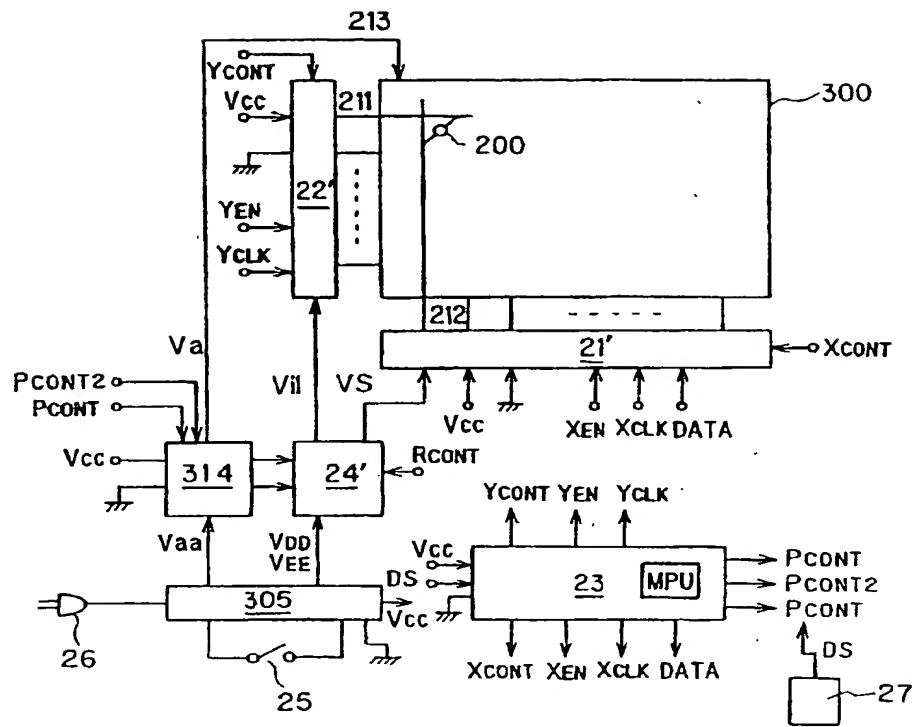 213
YCONT
VCC
211
300
200
22'
YEN
YCLK
212
21'
XCONT
Va
Vil
VS
PCONT2
PCONT
VCC
XEN XCLK DATA
VCC
314
24'
RCONT
YCONT YEN YCLK
Vaa
VDD
VEE
VCC
DS
23
MPU
PCONT
PCONT2
PCONT
305
VCC
26
25
XCONT XEN XCLK DATA
DS
27